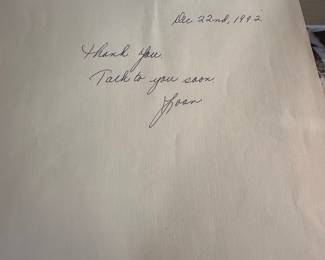 Dec 22nd, 1992
Thank you.
Talk to you soon.
Joan